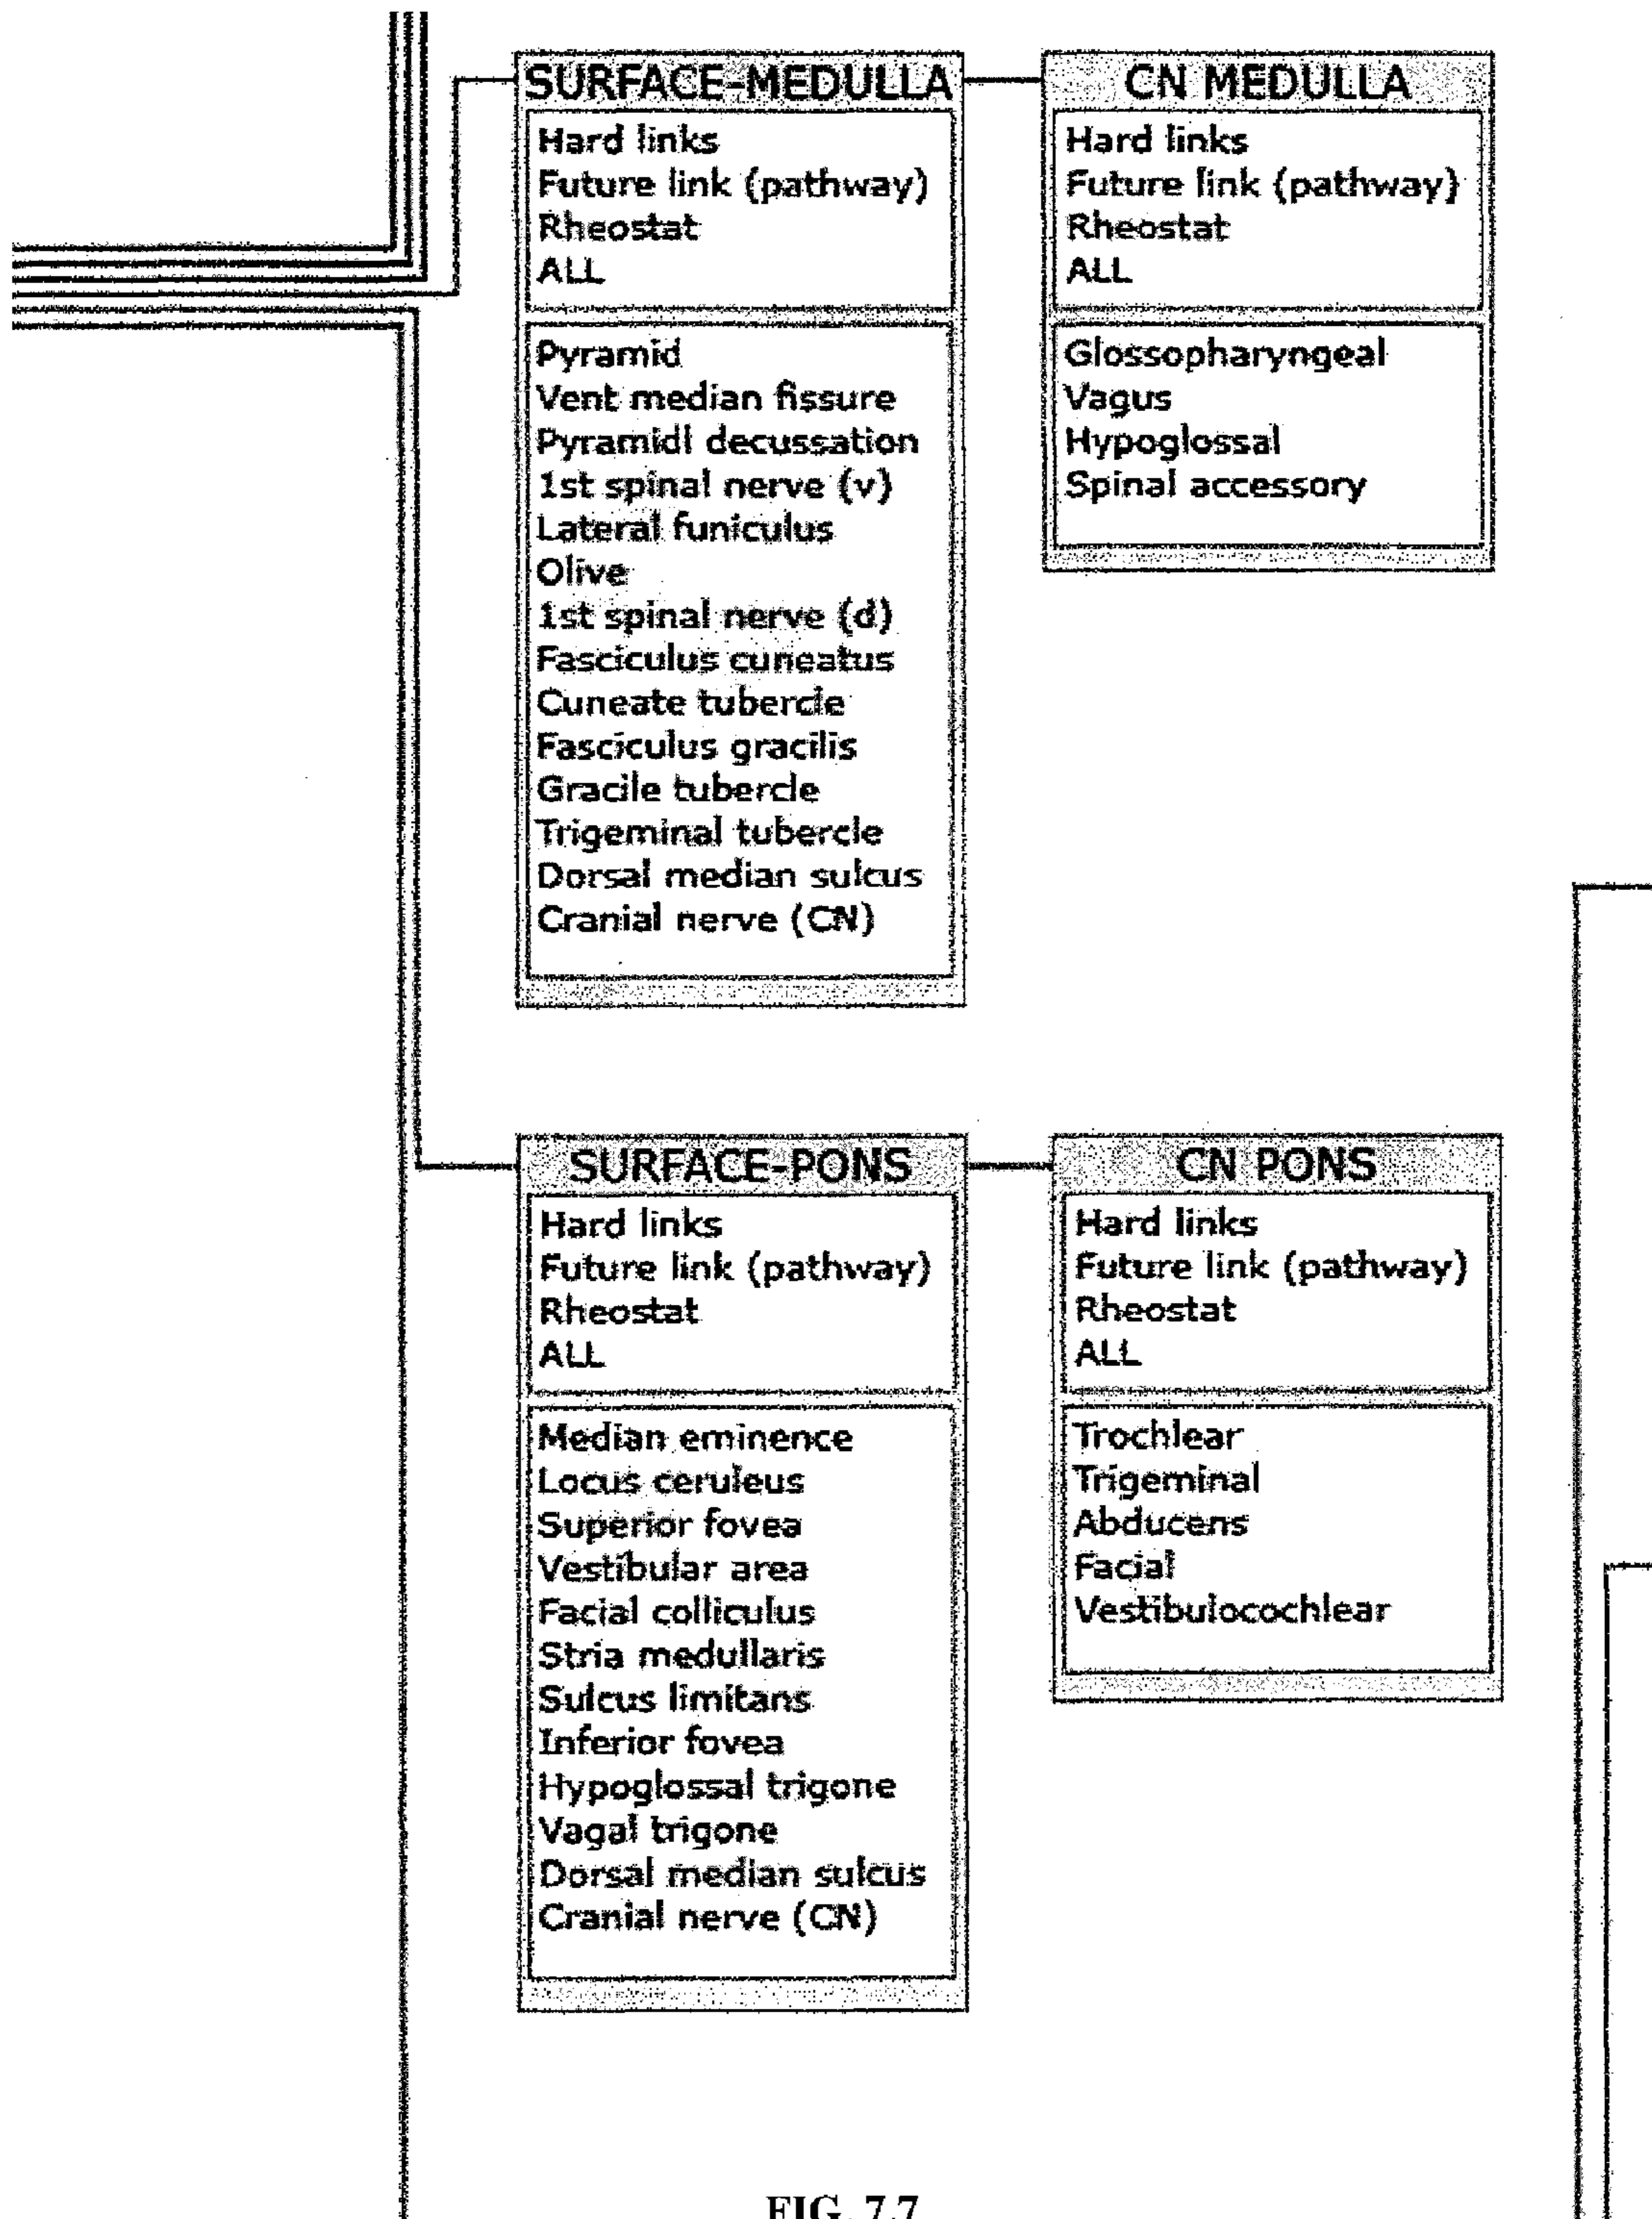 SURFACE-MEDULLA
Hard links
Future link (pathway)
Rheostat
ALL
Pyramid
Vent median fissure
Pyramidl decussation
1st spinal nerve (v)
Lateral funiculus
Olive
1st spinal nerve (d)
Fasciculus cuneatus
Cuneate tubercle
Fasciculus gracilis
Gracile tubercle
Trigeminal tubercle
Dorsal median sulcus
Cranial nerve (CN)
CN MEDULLA
Hard links
Future link (pathway)
Rheostat
ALL
Glossopharyngeal
Vagus
Hypoglossal
Spinal accessory
SURFACE-PONS
Hard links
Future link (pathway)
Rheostat
ALL
Median eminence
Locus ceruleus
Superior fovea
Vestibular area
Facial colliculus
Stria medullaris
Sulcus limitans
Inferior fovea
Hypoglossal trigone
Vagal trigone
Dorsal median sulcus
Cranial nerve (CN)
CN PONS
Hard links
Future link (pathway)
Rheostat
ALL
Trochlear
Trigeminal
Abducens
Facial
Vestibulocochlear
FIG. 7.7